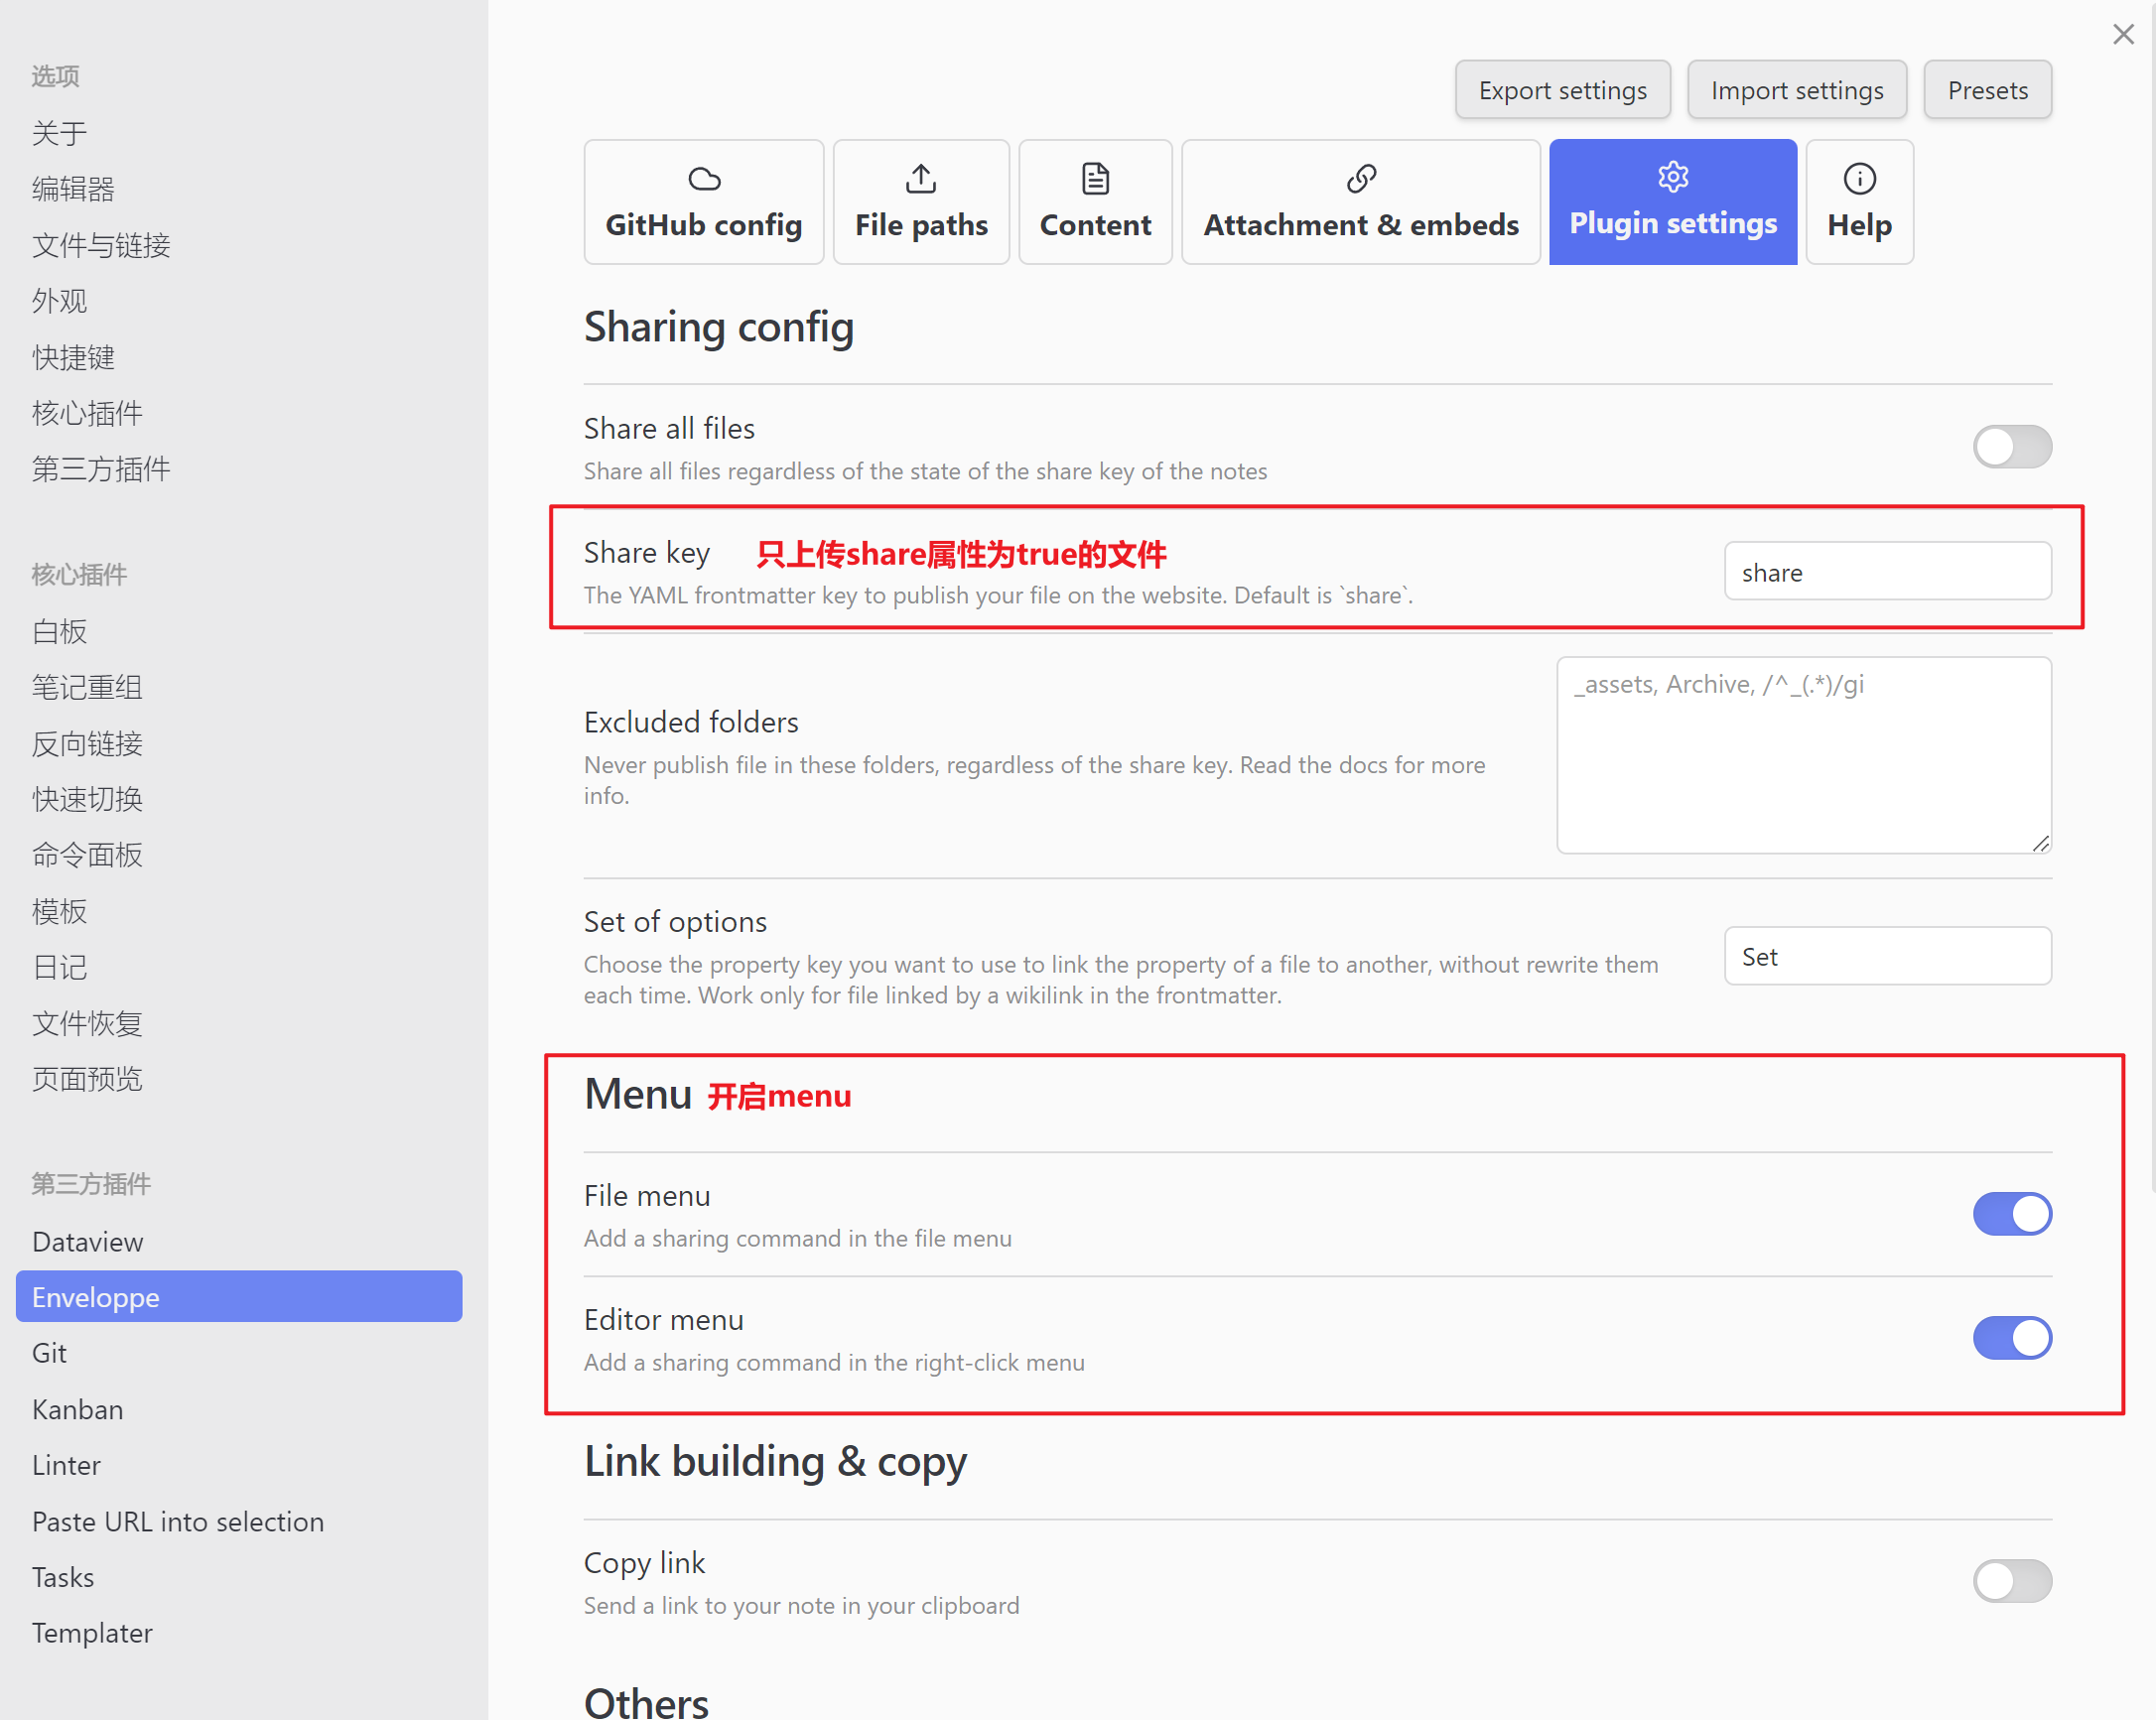 选项
关于
编辑器
文件与链接
外观
快捷键
核心插件
第三方插件
核心插件
白板
笔记重组
反向链接
快速切换
命令面板
模板
日记
文件恢复
页面预览
第三方插件
Dataview
Enveloppe
Git
Kanban
Linter
Paste URL into selection
Tasks
Templater
Export settings
Import settings
Presets
GitHub config
File paths
Content
Attachment & embeds
Plugin settings
Help
Sharing config
Share all files
Share all files regardless of the state of the share key of the notes
Share key 只上传share属性为true的文件
The YAML frontmatter key to publish your file on the website. Default is `share`.
share
Excluded folders
Never publish file in these folders, regardless of the share key. Read the docs for more
info.
_assets, Archive, /^_(.*)/gi
Set of options
Choose the property key you want to use to link the property of a file to another, without rewrite them
each time. Work only for file linked by a wikilink in the frontmatter.
Set
Menu 开启menu
File menu
Add a sharing command in the file menu
Editor menu
Add a sharing command in the right-click menu
Link building & copy
Copy link
Send a link to your note in your clipboard
Others